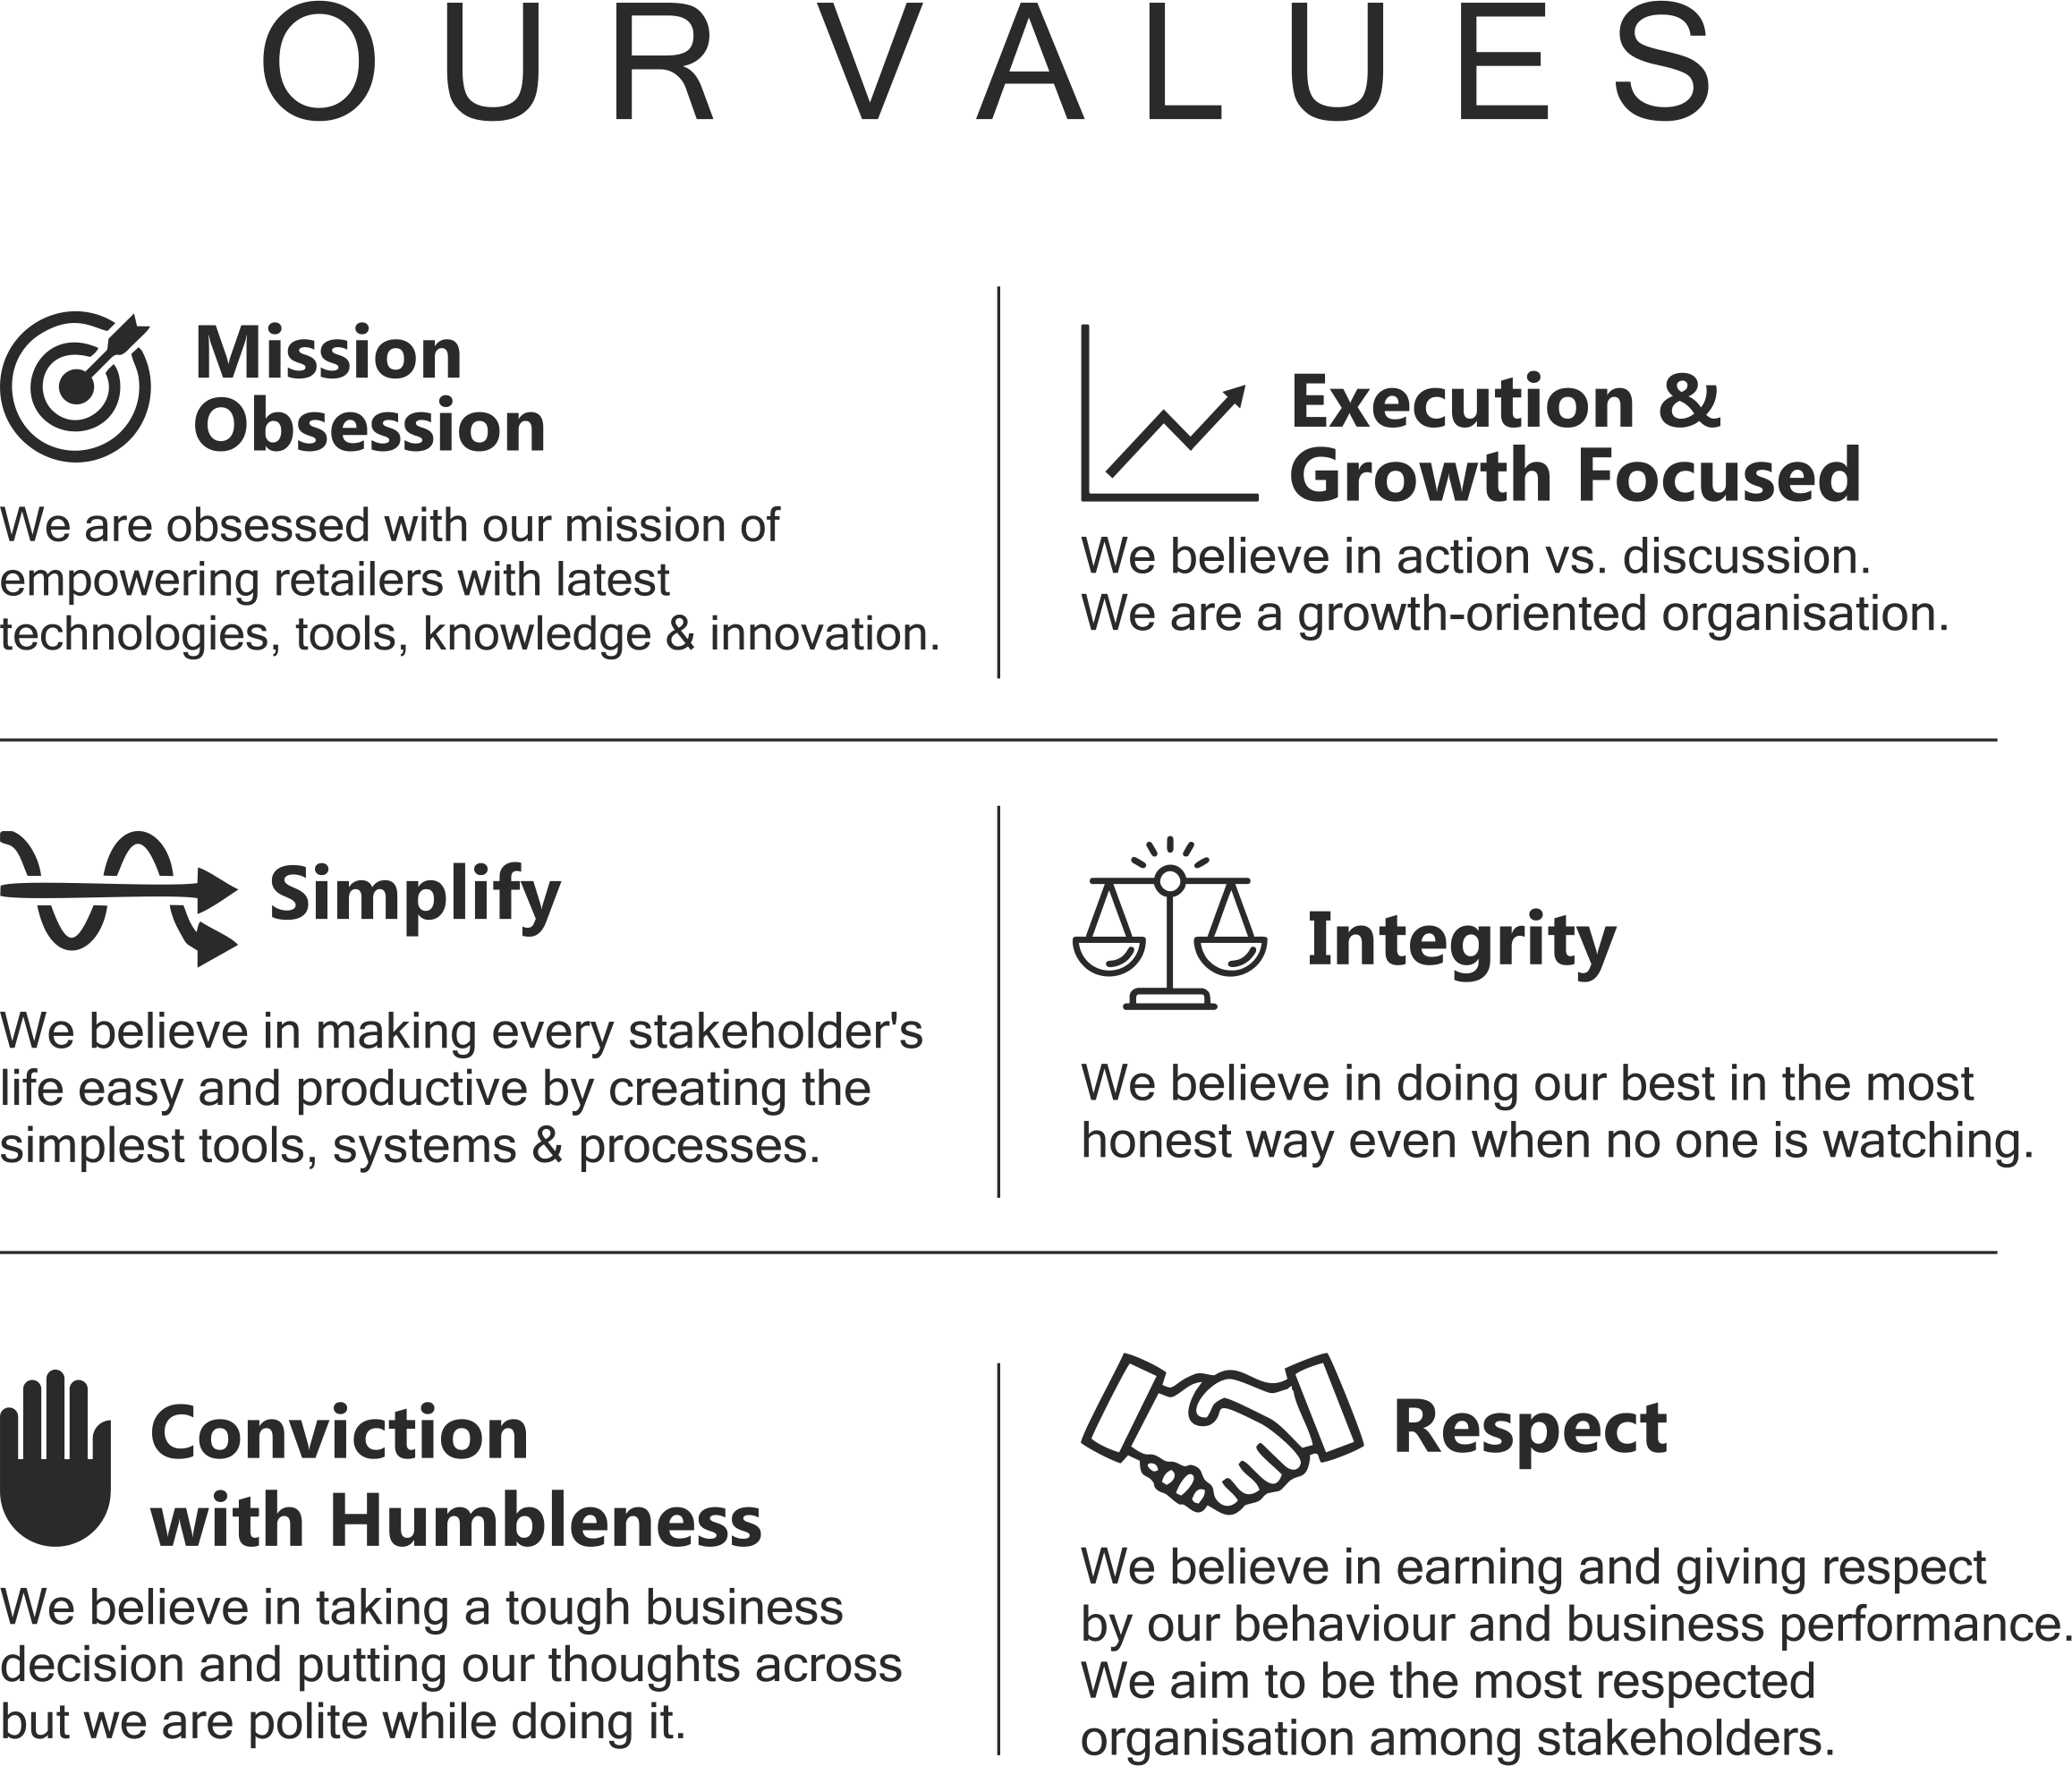 OUR VALUES
Mission
Obsession
We are obsessed with our mission of
empowering retailers with latest
technologies, tools, knowledge & innovation.
Execution &
Growth Focused
We believe in action vs. discussion.
We are a growth-oriented organisation.
Simplify
We believe in making every stakeholder's
life easy and productive by creating the
simplest tools, systems & processes.
Integrity
We believe in doing our best in the most
honest way even when no one is watching.
Conviction
with Humbleness
We believe in taking a tough business
decision and putting our thoughts across
but we are polite while doing it.
Respect
We believe in earning and giving respect
by our behaviour and business performance.
We aim to be the most respected
organisation among stakeholders.